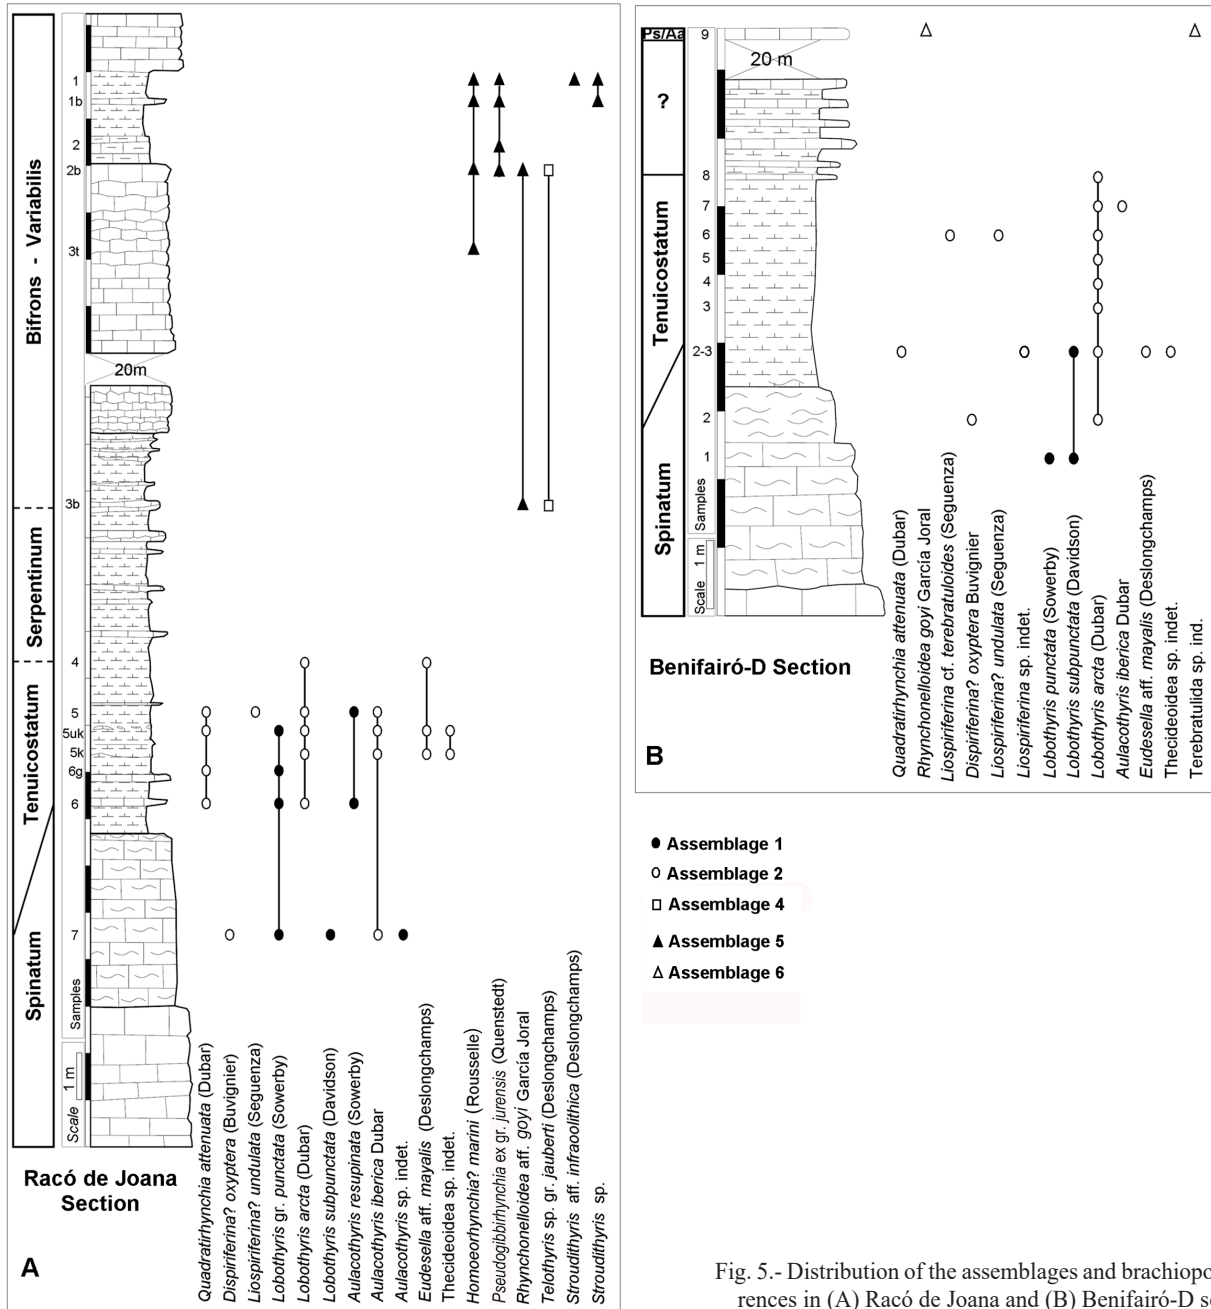 Bifrons - Variabilis
Serpentinum
Tenuicostatum
Spinatum
1
1b
2
2b
3t
20m
3b
4
5
5uk
5k
6g
6
7
Samples
1 m
Scale
Racó de Joana
Section
A
Quadratirhynchia attenuata (Dubar)
Dispiriferina? oxyptera (Buvignier)
Liospiriferina? undulata (Seguenza)
Lobothyris gr. punctata (Sowerby)
Lobothyris arcta (Dubar)
Lobothyris subpunctata (Davidson)
Aulacothyris resupinata (Sowerby)
Aulacothyris iberica Dubar
Aulacothyris sp. indet.
Eudesella aff. mayalis (Deslongchamps)
Thecideoidea sp. indet.
Homoeorhynchia? marini (Rousselle)
Pseudogibbirhynchia ex gr. jurensis (Quenstedt)
Rhynchonelloidea aff. goyi García Joral
Telothyris sp. gr. jauberti (Deslongchamps)
Stroudithyris aff. infraoolithica (Deslongchamps)
Stroudithyris sp.
Ps/Aa
?
Tenuicostatum
Spinatum
9
20 m
8
7
6
5
4
3
2-3
2
1
Samples
1 m
Scale
Benifairó-D Section
B
Quadratirhynchia attenuata (Dubar)
Rhynchonelloidea goyi García Joral
Liospiriferina cf. terebratuloides (Seguenza)
Dispiriferina? oxyptera Buvignier
Liospiriferina? undulata (Seguenza)
Liospiriferina sp. indet.
Lobothyris punctata (Sowerby)
Lobothyris subpunctata (Davidson)
Lobothyris arcta (Dubar)
Aulacothyris iberica Dubar
Eudesella aff. mayalis (Deslongchamps)
Thecideoidea sp. indet.
Terebratulida sp. ind.
Assemblage 1
Assemblage 2
Assemblage 4
Assemblage 5
Assemblage 6
Fig. 5.- Distribution of the assemblages and brachiopo
rences in (A) Racó de Joana and (B) Benifairó-D se